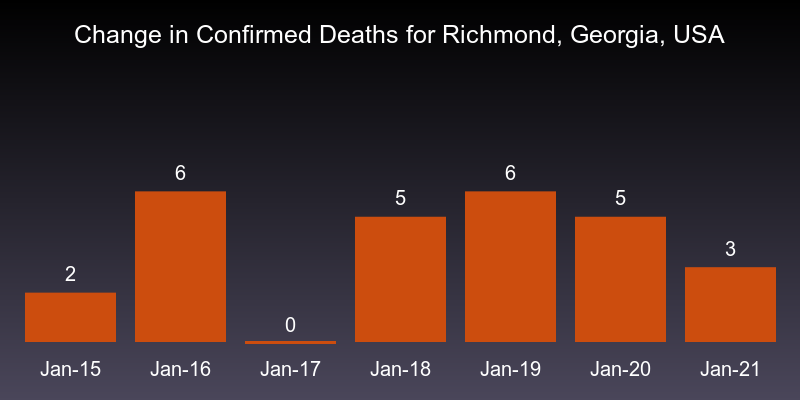 Change in Confirmed Deaths for Richmond, Georgia, USA
2
6
0
5
6
5
3
Jan-15
Jan-16
Jan-17
Jan-18
Jan-19
Jan-20
Jan-21